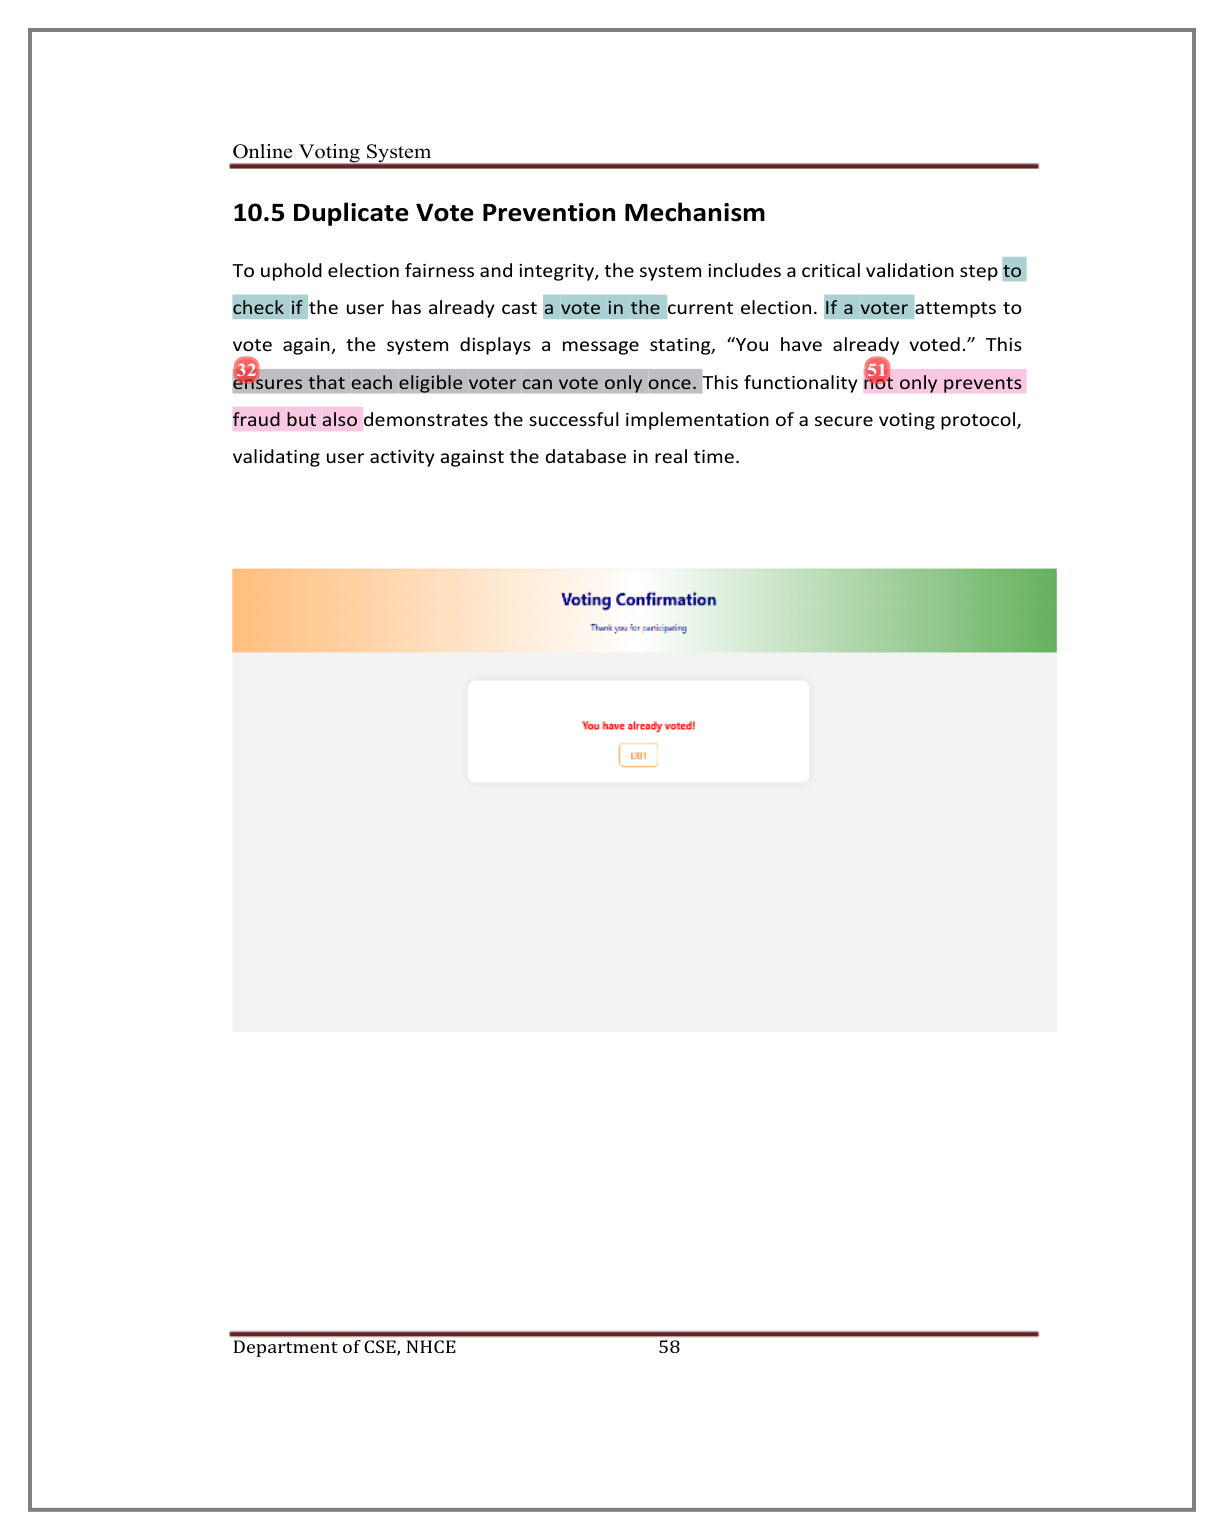 Online Voting System
10.5 Duplicate Vote Prevention Mechanism
To uphold election fairness and integrity, the system includes a critical validation step to
check if the user has already cast a vote in the current election. If a voter attempts to
vote again, the system displays a message stating, “You have already voted.” This
32 51
ensures that each eligible voter can vote only once. This functionality not only prevents
fraud but also demonstrates the successful implementation of a secure voting protocol,
validating user activity against the database in real time.
Voting Confirmation
Thank you for participating
You have already voted!
EXIT
Department of CSE, NHCE 58